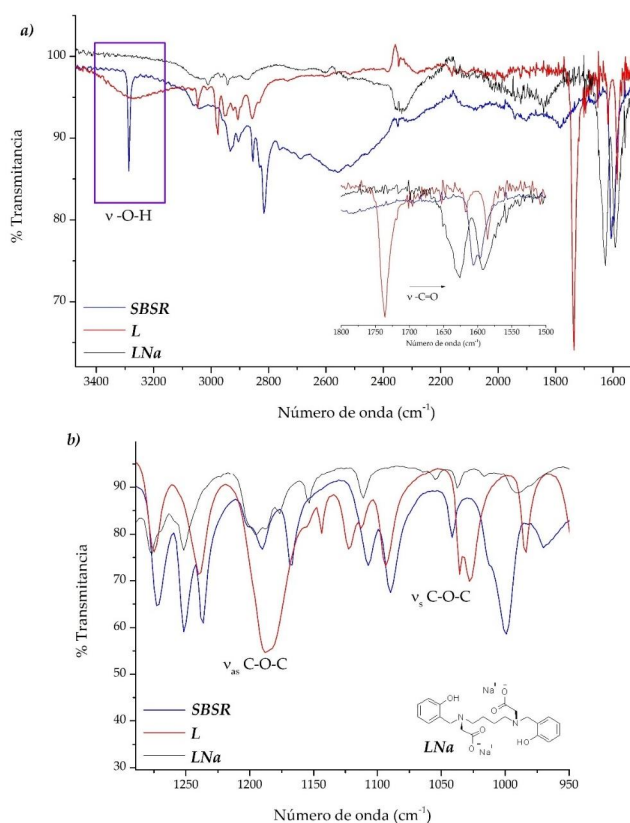 a)
100
90
80
70
% Transmitancia
ν -O-H
SBSR
L
LNa
ν -C=O
1800 1750 1700 1650 1600 1550 1500
Número de onda (cm⁻¹)
3400 3200 3000 2800 2600 2400 2200 2000 1800 1600
Número de onda (cm⁻¹)
b)
90
80
70
60
50
40
30
% Transmitancia
νs C-O-C
νas C-O-C
SBSR
L
LNa
OH
Na⁺
O⁻
O
N
N
O
O⁻
Na⁺
HO
LNa
1250 1200 1150 1100 1050 1000 950
Número de onda (cm⁻¹)